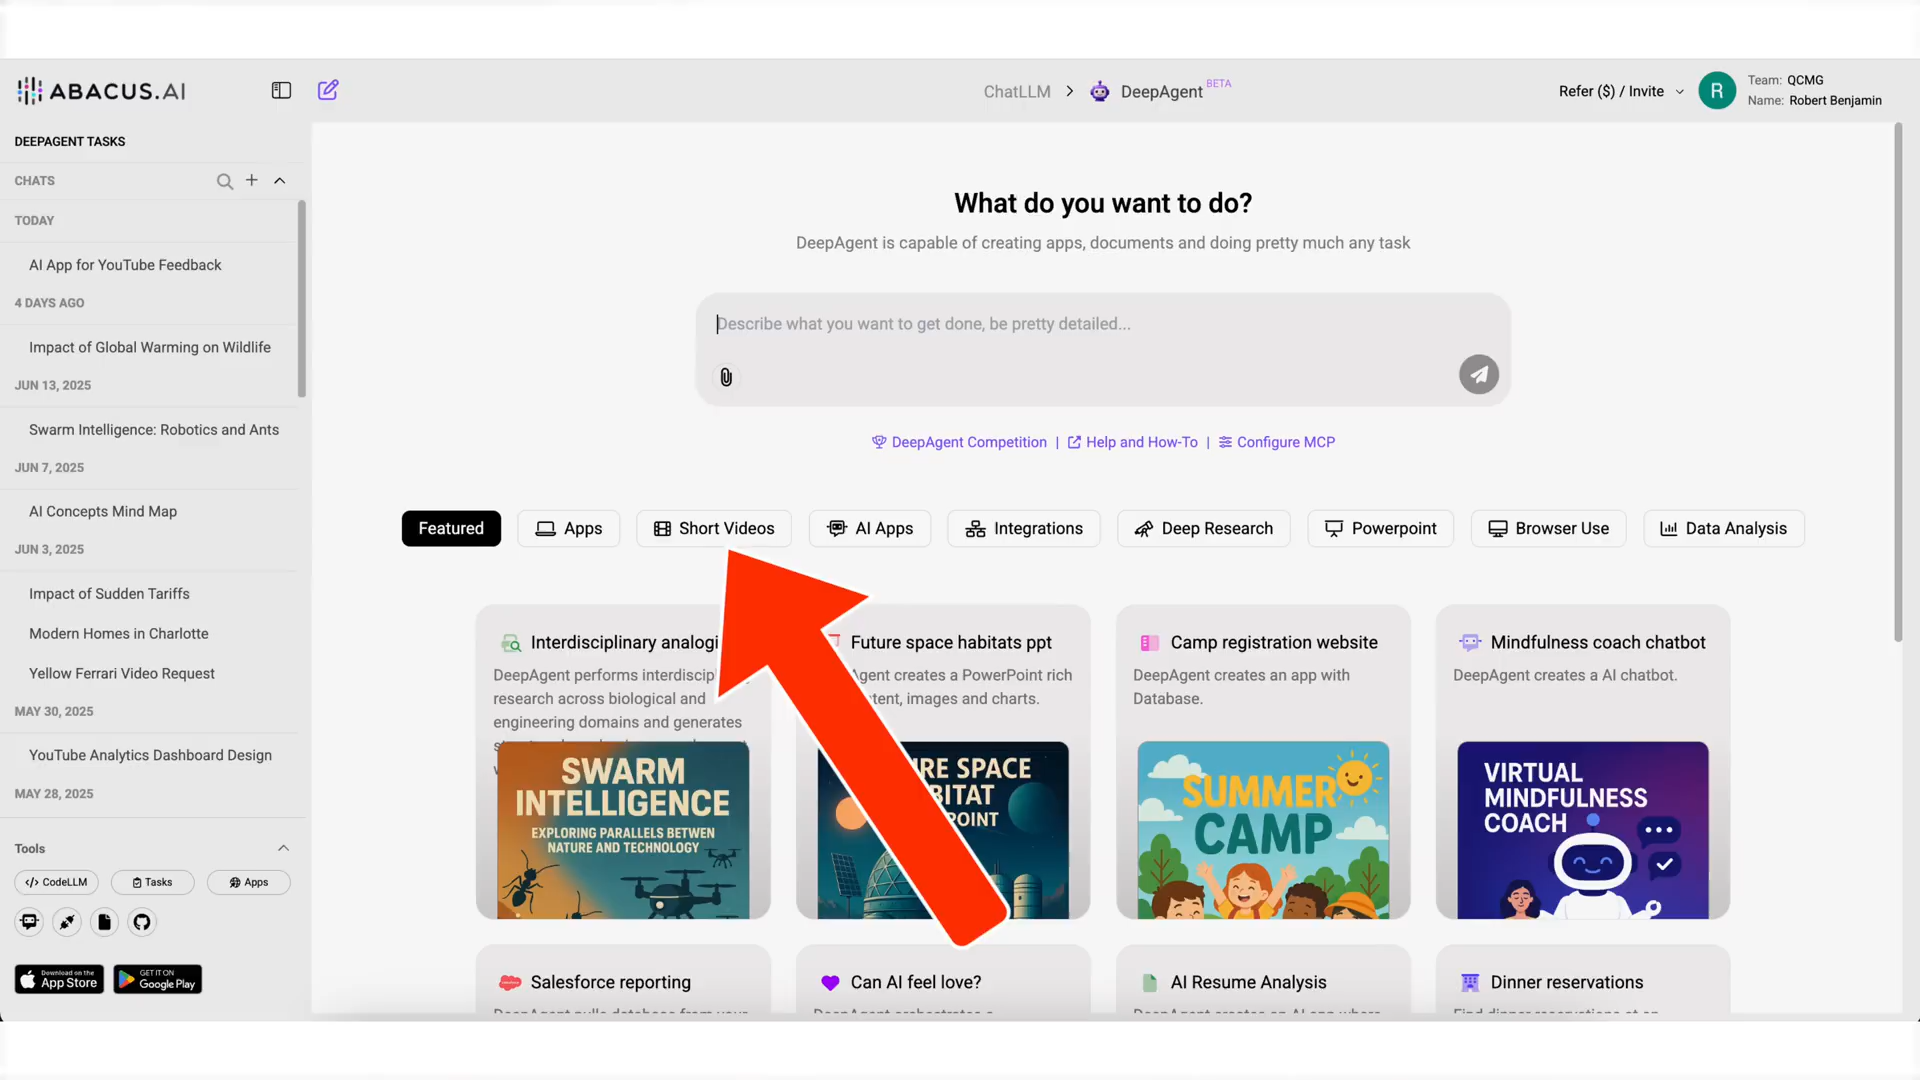 ABACUS.AI
ChatLLM > DeepAgent BETA
Refer ($) / Invite
R
Team: QCMG
Name: Robert Benjamin
DEEPAGENT TASKS
CHATS
TODAY
AI App for YouTube Feedback
4 DAYS AGO
Impact of Global Warming on Wildlife
JUN 13, 2025
Swarm Intelligence: Robotics and Ants
JUN 7, 2025
AI Concepts Mind Map
JUN 3, 2025
Impact of Sudden Tariffs
Modern Homes in Charlotte
Yellow Ferrari Video Request
MAY 30, 2025
YouTube Analytics Dashboard Design
MAY 28, 2025
Tools
</> CodeLLM
Tasks
Apps
Download on the
App Store
GET IT ON
Google Play
What do you want to do?
DeepAgent is capable of creating apps, documents and doing pretty much any task
Describe what you want to get done, be pretty detailed...
DeepAgent Competition | Help and How-To | Configure MCP
Featured
Apps
Short Videos
AI Apps
Integrations
Deep Research
Powerpoint
Browser Use
Data Analysis
Interdisciplinary analogi
DeepAgent performs interdiscip
research across biological and
engineering domains and generates
SWARM
INTELLIGENCE
EXPLORING PARALLELS BETWEN
NATURE AND TECHNOLOGY
Future space habitats ppt
Agent creates a PowerPoint rich
tent, images and charts.
RE SPACE
BITAT
POINT
Camp registration website
DeepAgent creates an app with
Database.
SUMMER
CAMP
Mindfulness coach chatbot
DeepAgent creates a AI chatbot.
VIRTUAL
MINDFULNESS
COACH
Salesforce reporting
Can AI feel love?
AI Resume Analysis
Dinner reservations